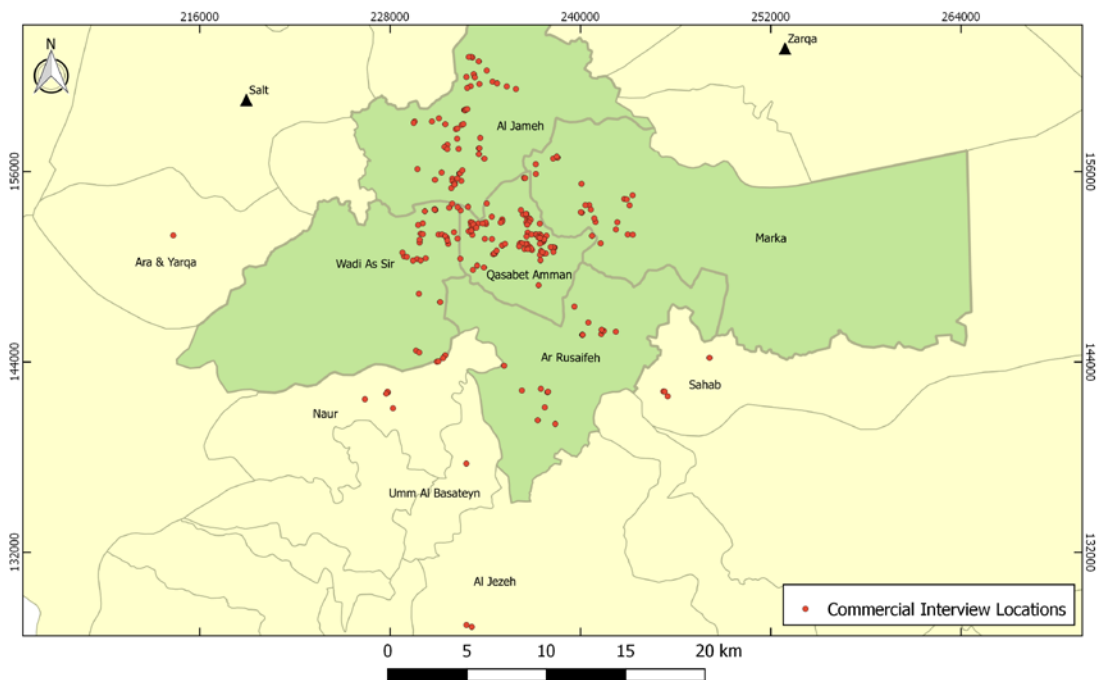 216000
228000
240000
252000
264000
N
Zarqa
Salt
Al Jameh
156000
156000
Marka
Ara & Yarqa
Wadi As Sir
Qasabet Amman
Ar Rusaifeh
144000
144000
Sahab
Naur
Umm Al Basateyn
132000
132000
Al Jezeh
Commercial Interview Locations
0 5 10 15 20 km